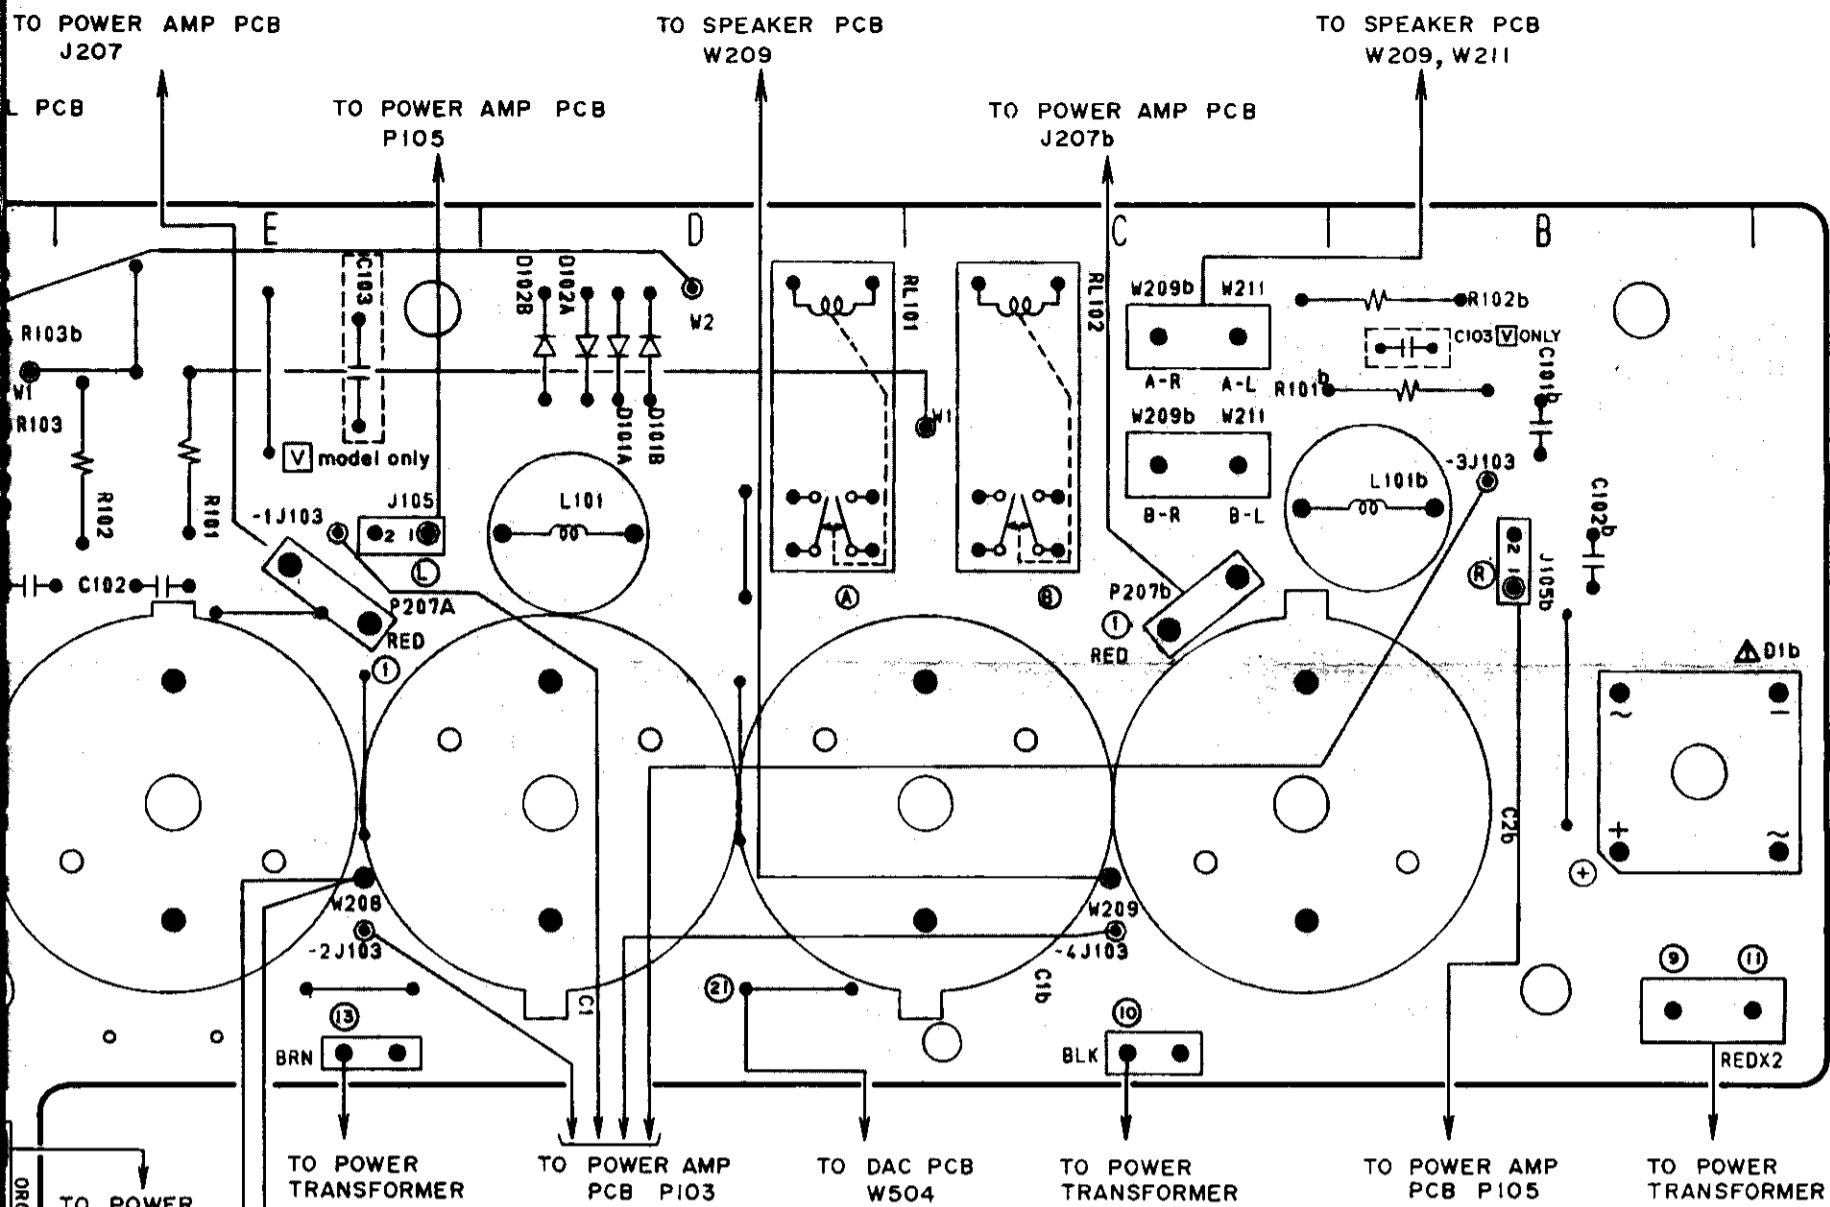 TO POWER AMP PCB
J207
TO SPEAKER PCB
W209
TO SPEAKER PCB
W209, W211
L PCB
TO POWER AMP PCB
P105
TO POWER AMP PCB
J207b
E
D
C
B
C103
D102B
D102A
RL101
RL102
W209b W211
R102b
R103b
W2
C103 V ONLY
C101b
A-R A-L
R101b
W1
R103
W209b W211
W1
D101A
D101B
V model only
-3J103
L101b
R102
R101
-1J103
J105
L101
B-R B-L
C102b
2 1
2 1
L
R
J105b
C102
P207A
A
B
P207b
RED
1
1
RED
⚠ D1b
~
-
C2b
+
~
+
W208
W209
-2J103
-4J103
9 11
21
C1
C1b
13
10
BRN
BLK
REDX2
TO POWER
TRANSFORMER
TO POWER AMP
PCB P103
TO DAC PCB
W504
TO POWER
TRANSFORMER
TO POWER AMP
PCB P105
TO POWER
TRANSFORMER
TO POWER